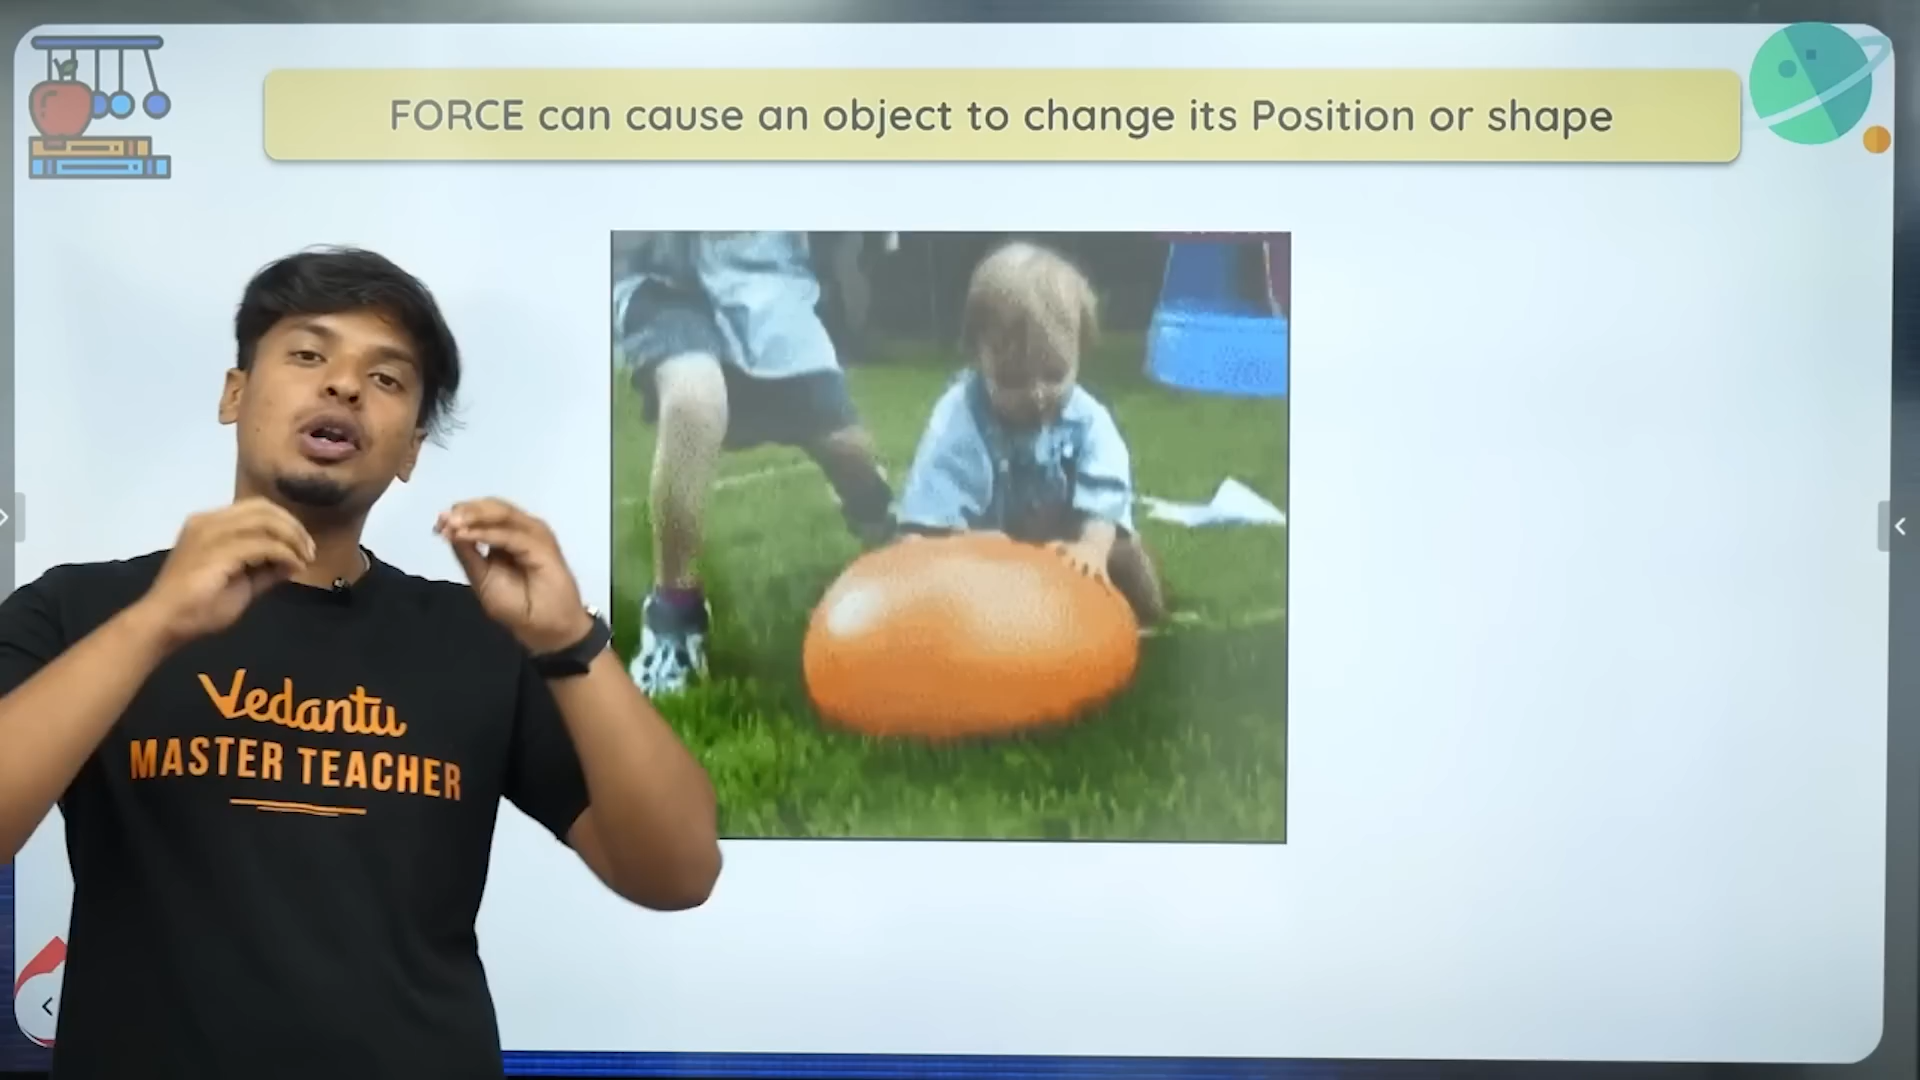 FORCE can cause an object to change its Position or shape
Vedantu
MASTER TEACHER